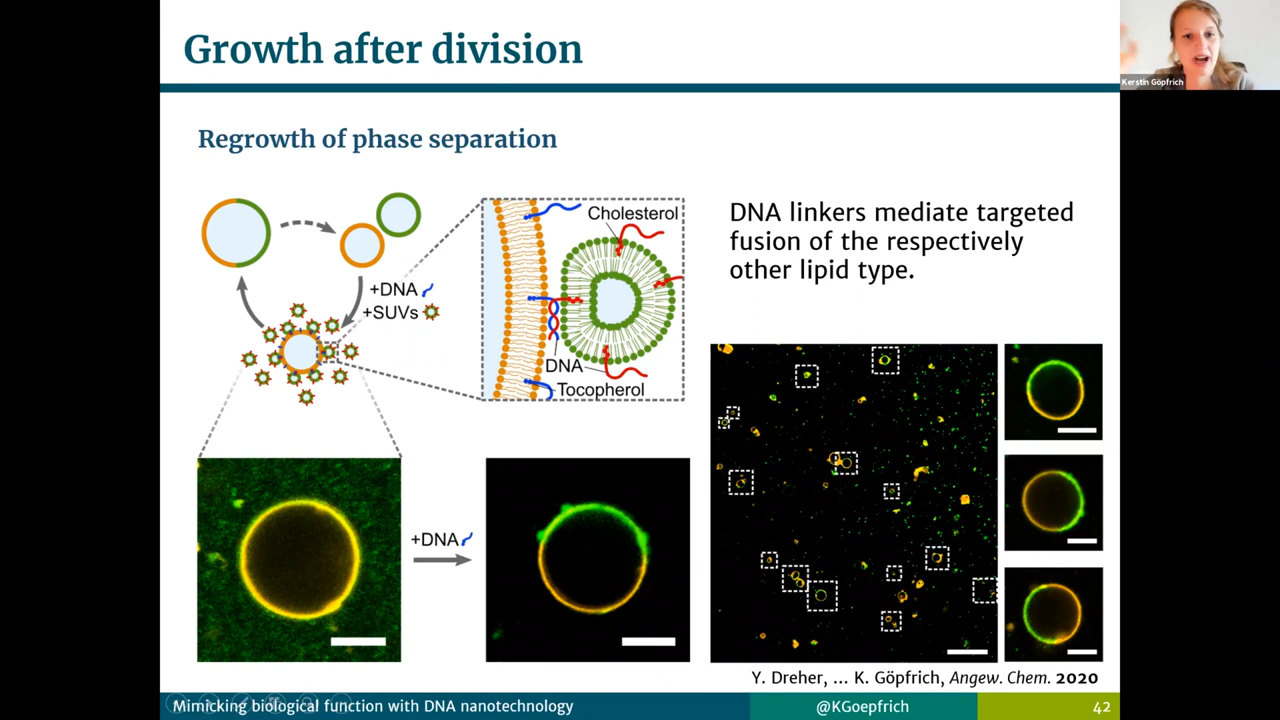 Growth after division
Kerstin Göpfrich
Regrowth of phase separation
+DNA
+SUVs
Cholesterol
DNA
Tocopherol
DNA linkers mediate targeted
fusion of the respectively
other lipid type.
+DNA
Y. Dreher, ... K. Göpfrich, Angew. Chem. 2020
Mimicking biological function with DNA nanotechnology
@KGoepfrich
42